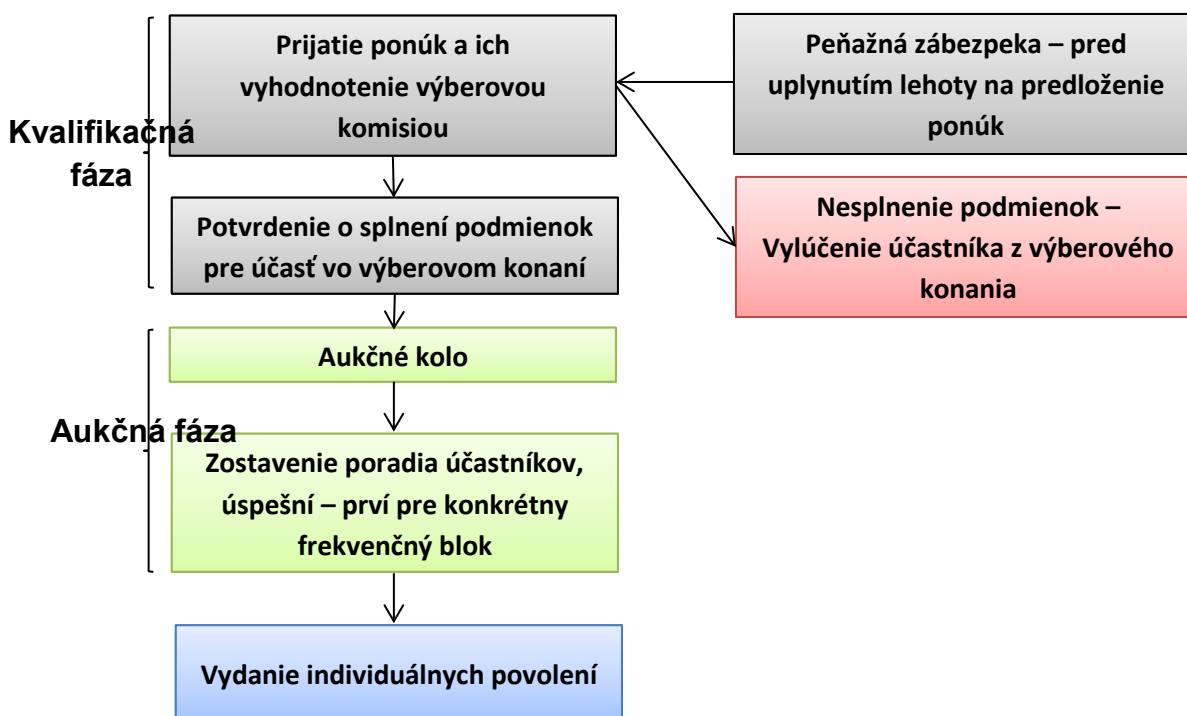 Prijatie ponúk a ich
vyhodnotenie výberovou
komisiou
Peňažná zábezpeka – pred
uplynutím lehoty na predloženie
ponúk
Kvalifikačná
fáza
Nesplnenie podmienok –
Vylúčenie účastníka z výberového
konania
Potvrdenie o splnení podmienok
pre účasť vo výberovom konaní
Aukčné kolo
Aukčná fáza
Zostavenie poradia účastníkov,
úspešní – prví pre konkrétny
frekvenčný blok
Vydanie individuálnych povolení